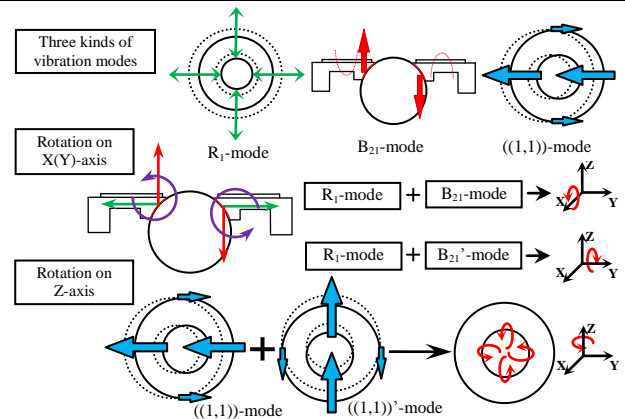 Three kinds of
vibration modes
R₁-mode
B₂₁-mode
((1,1))-mode
Rotation on
X(Y)-axis
R₁-mode + B₂₁-mode
Z
X
Y
R₁-mode + B₂₁’-mode
Z
X
Y
Rotation on
Z-axis
+
Z
X
Y
((1,1))-mode
((1,1))’-mode